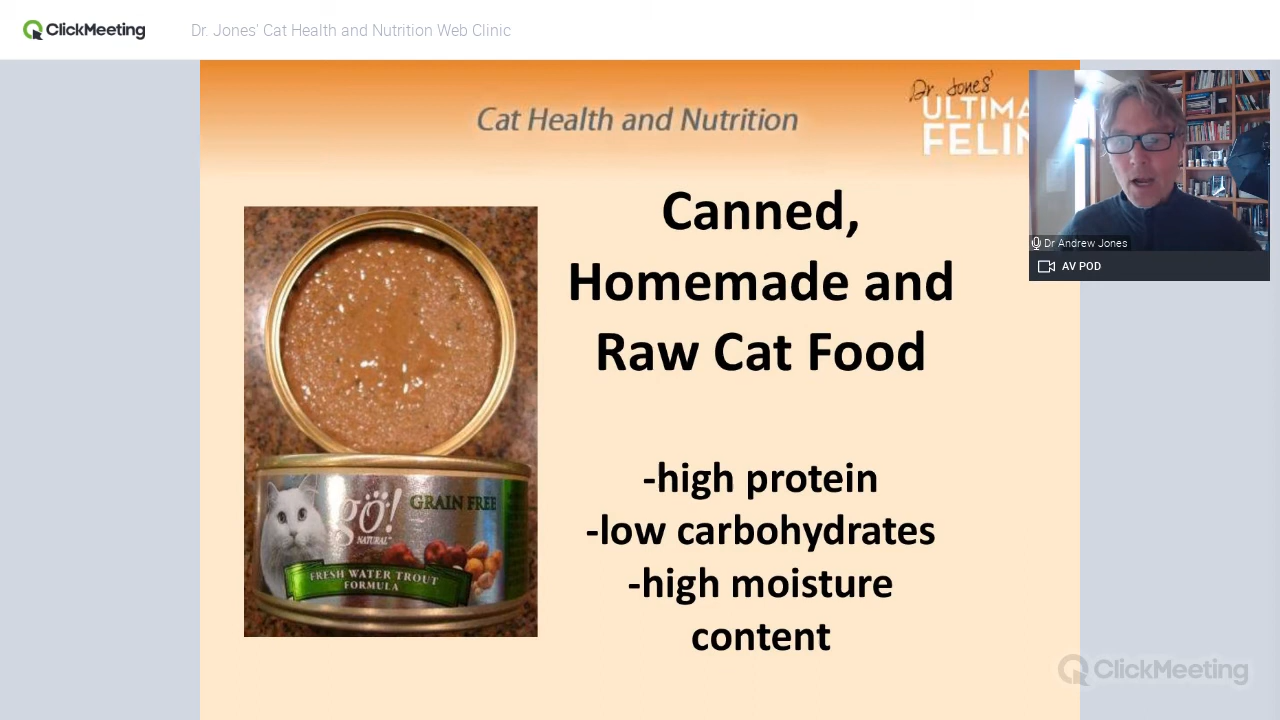 ClickMeeting
Dr. Jones' Cat Health and Nutrition Web Clinic
Cat Health and Nutrition
Dr. Jones'
ULTIMA
FELIN
Dr Andrew Jones
AV POD
Canned,
Homemade and
Raw Cat Food
-high protein
-low carbohydrates
-high moisture
content
go!
NATURAL™
GRAIN FREE
FRESH WATER TROUT
FORMULA
ClickMeeting